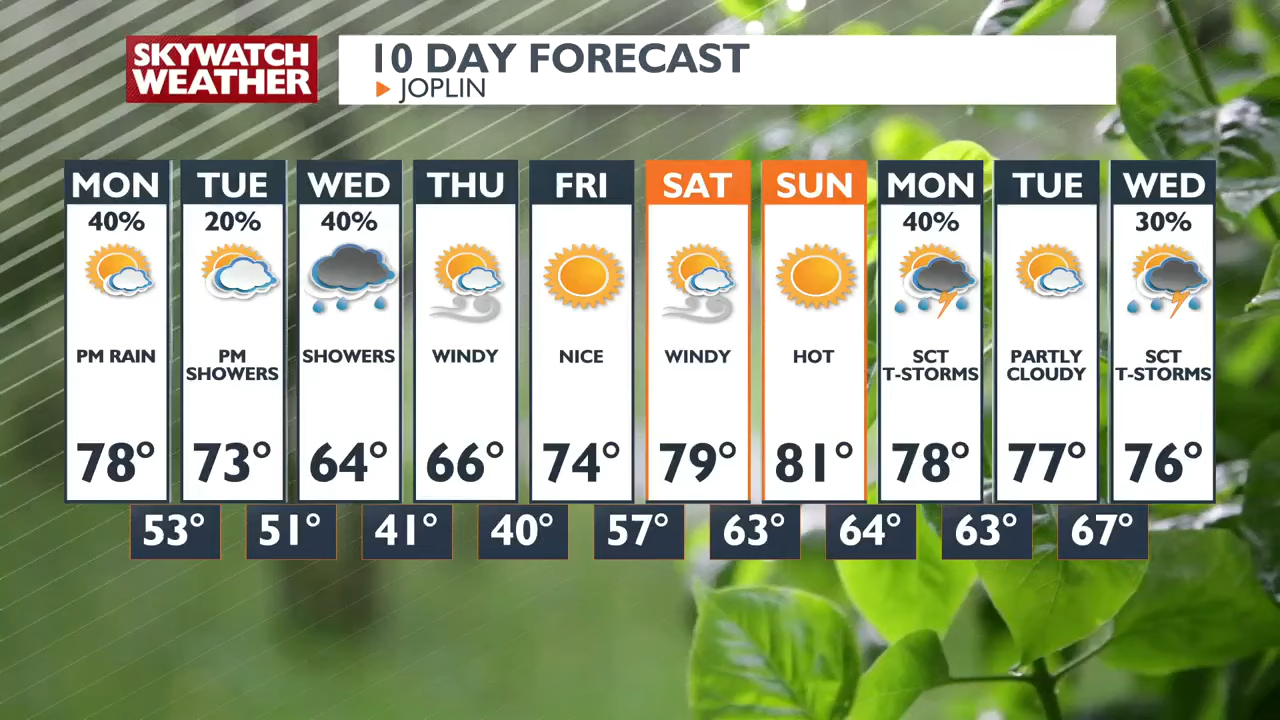 SKYWATCH
WEATHER
10 DAY FORECAST
JOPLIN
MON TUE WED THU FRI SAT SUN MON TUE WED
40% 20% 40% 40% 30%
PM RAIN PM SHOWERS SHOWERS WINDY NICE WINDY HOT SCT T-STORMS PARTLY CLOUDY SCT T-STORMS
78° 73° 64° 66° 74° 79° 81° 78° 77° 76°
53° 51° 41° 40° 57° 63° 64° 63° 67°